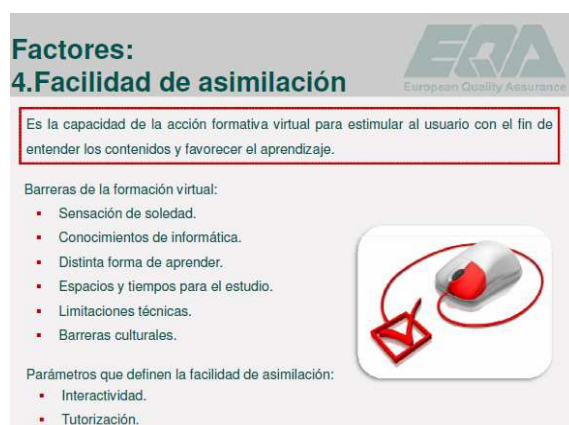 Factores:
4.Facilidad de asimilación
EQA
European Quality Assurance
Es la capacidad de la acción formativa virtual para estimular al usuario con el fin de
entender los contenidos y favorecer el aprendizaje.
Barreras de la formación virtual:
▪ Sensación de soledad.
▪ Conocimientos de informática.
▪ Distinta forma de aprender.
▪ Espacios y tiempos para el estudio.
▪ Limitaciones técnicas.
▪ Barreras culturales.
Parámetros que definen la facilidad de asimilación:
▪ Interactividad.
▪ Tutorización.